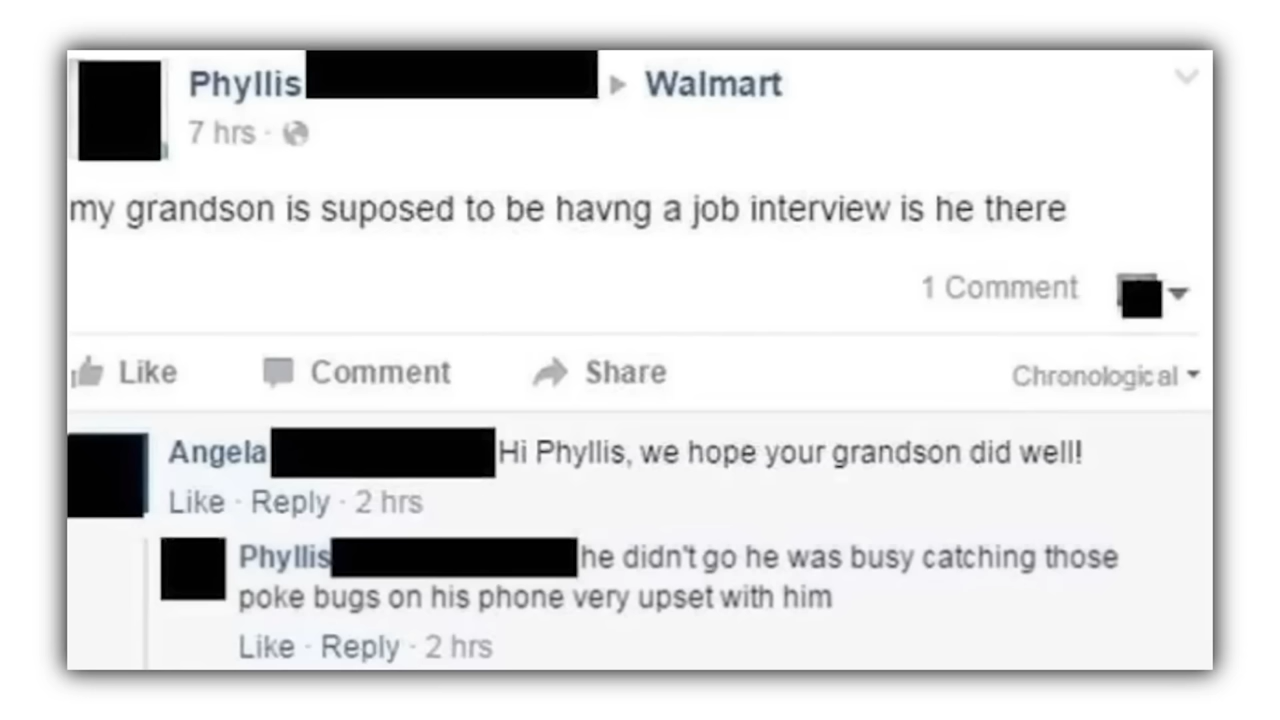 Phyllis Walmart
7 hrs ·
my grandson is suposed to be havng a job interview is he there
1 Comment
Like Comment Share Chronological
Angela Hi Phyllis, we hope your grandson did well!
Like · Reply · 2 hrs
Phyllis he didn't go he was busy catching those
poke bugs on his phone very upset with him
Like · Reply · 2 hrs